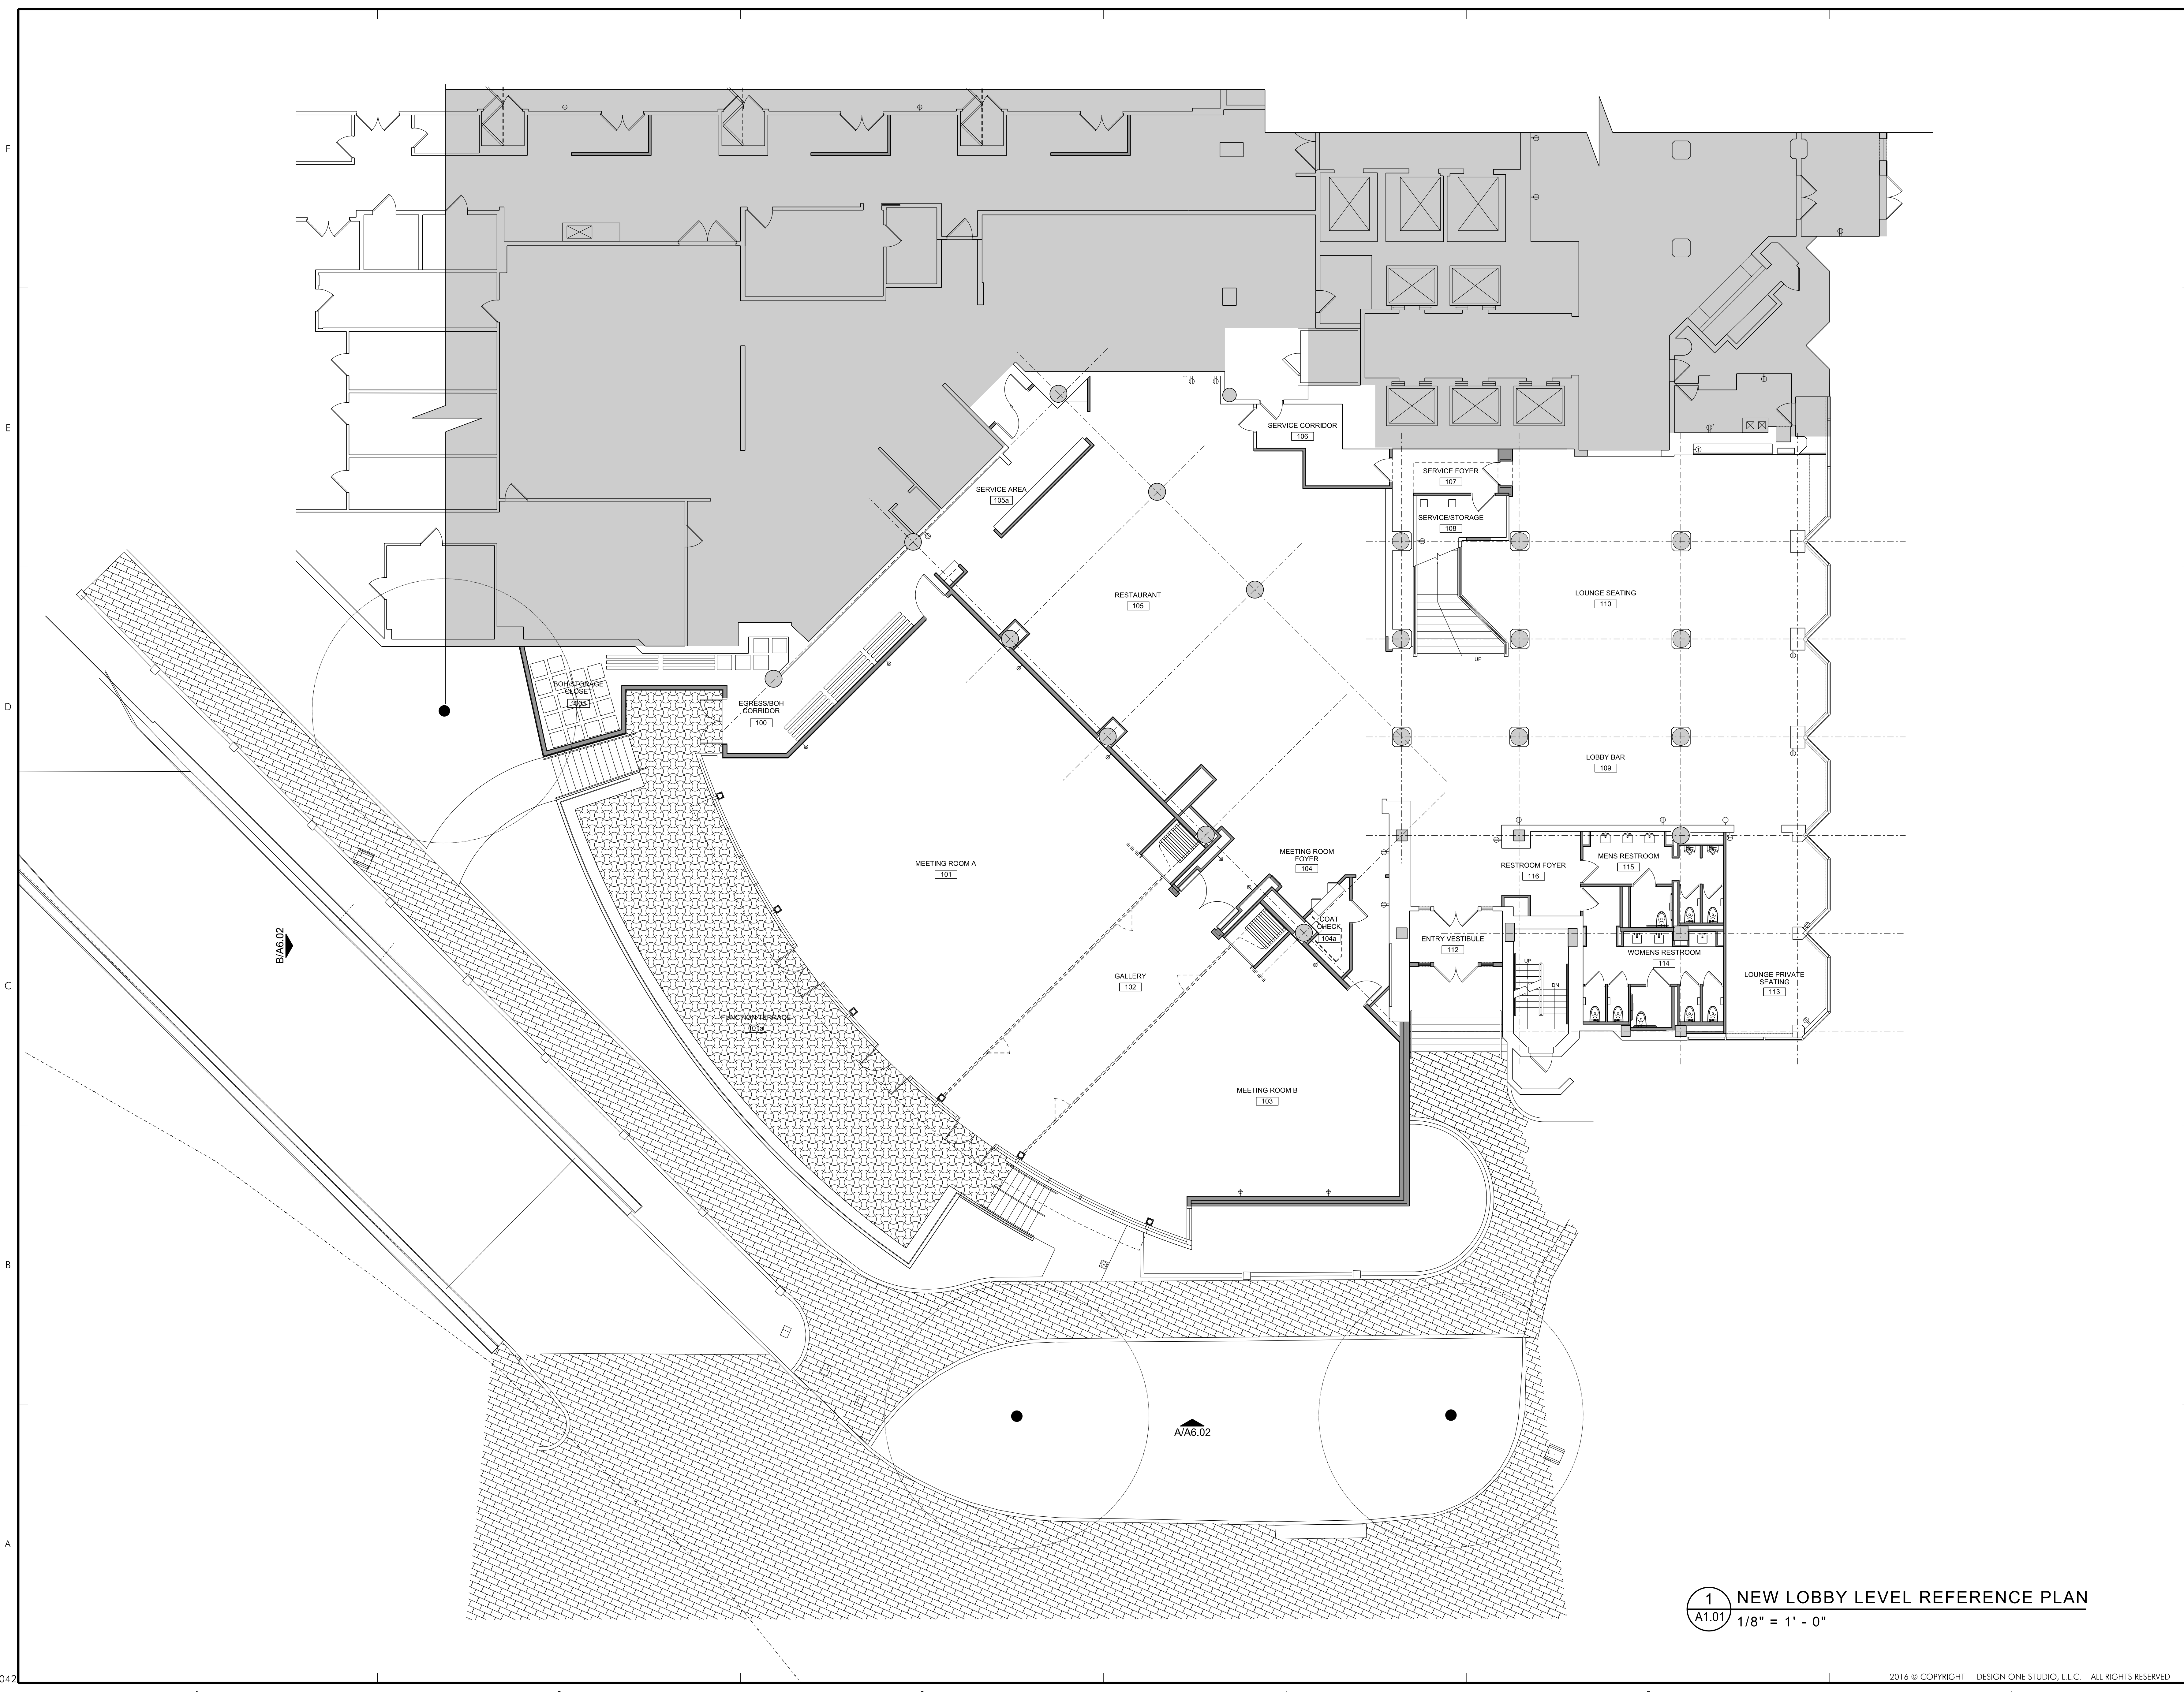 F
E
D
C
B
A
SERVICE CORRIDOR
106
SERVICE FOYER
107
SERVICE AREA
105a
SERVICE/STORAGE
108
RESTAURANT
105
LOUNGE SEATING
110
UP
BOH STORAGE
CLOSET
100a
EGRESS/BOH
CORRIDOR
100
LOBBY BAR
109
MEETING ROOM A
101
MEETING ROOM
FOYER
104
RESTROOM FOYER
116
MENS RESTROOM
115
COAT
CHECK
104a
ENTRY VESTIBULE
112
WOMENS RESTROOM
114
UP
DN
LOUNGE PRIVATE
SEATING
113
GALLERY
102
FUNCTION TERRACE
101a
MEETING ROOM B
103
B/A6.02
A/A6.02
1
A1.01
NEW LOBBY LEVEL REFERENCE PLAN
1/8" = 1' - 0"
042
2016 © COPYRIGHT DESIGN ONE STUDIO, L.L.C. ALL RIGHTS RESERVED